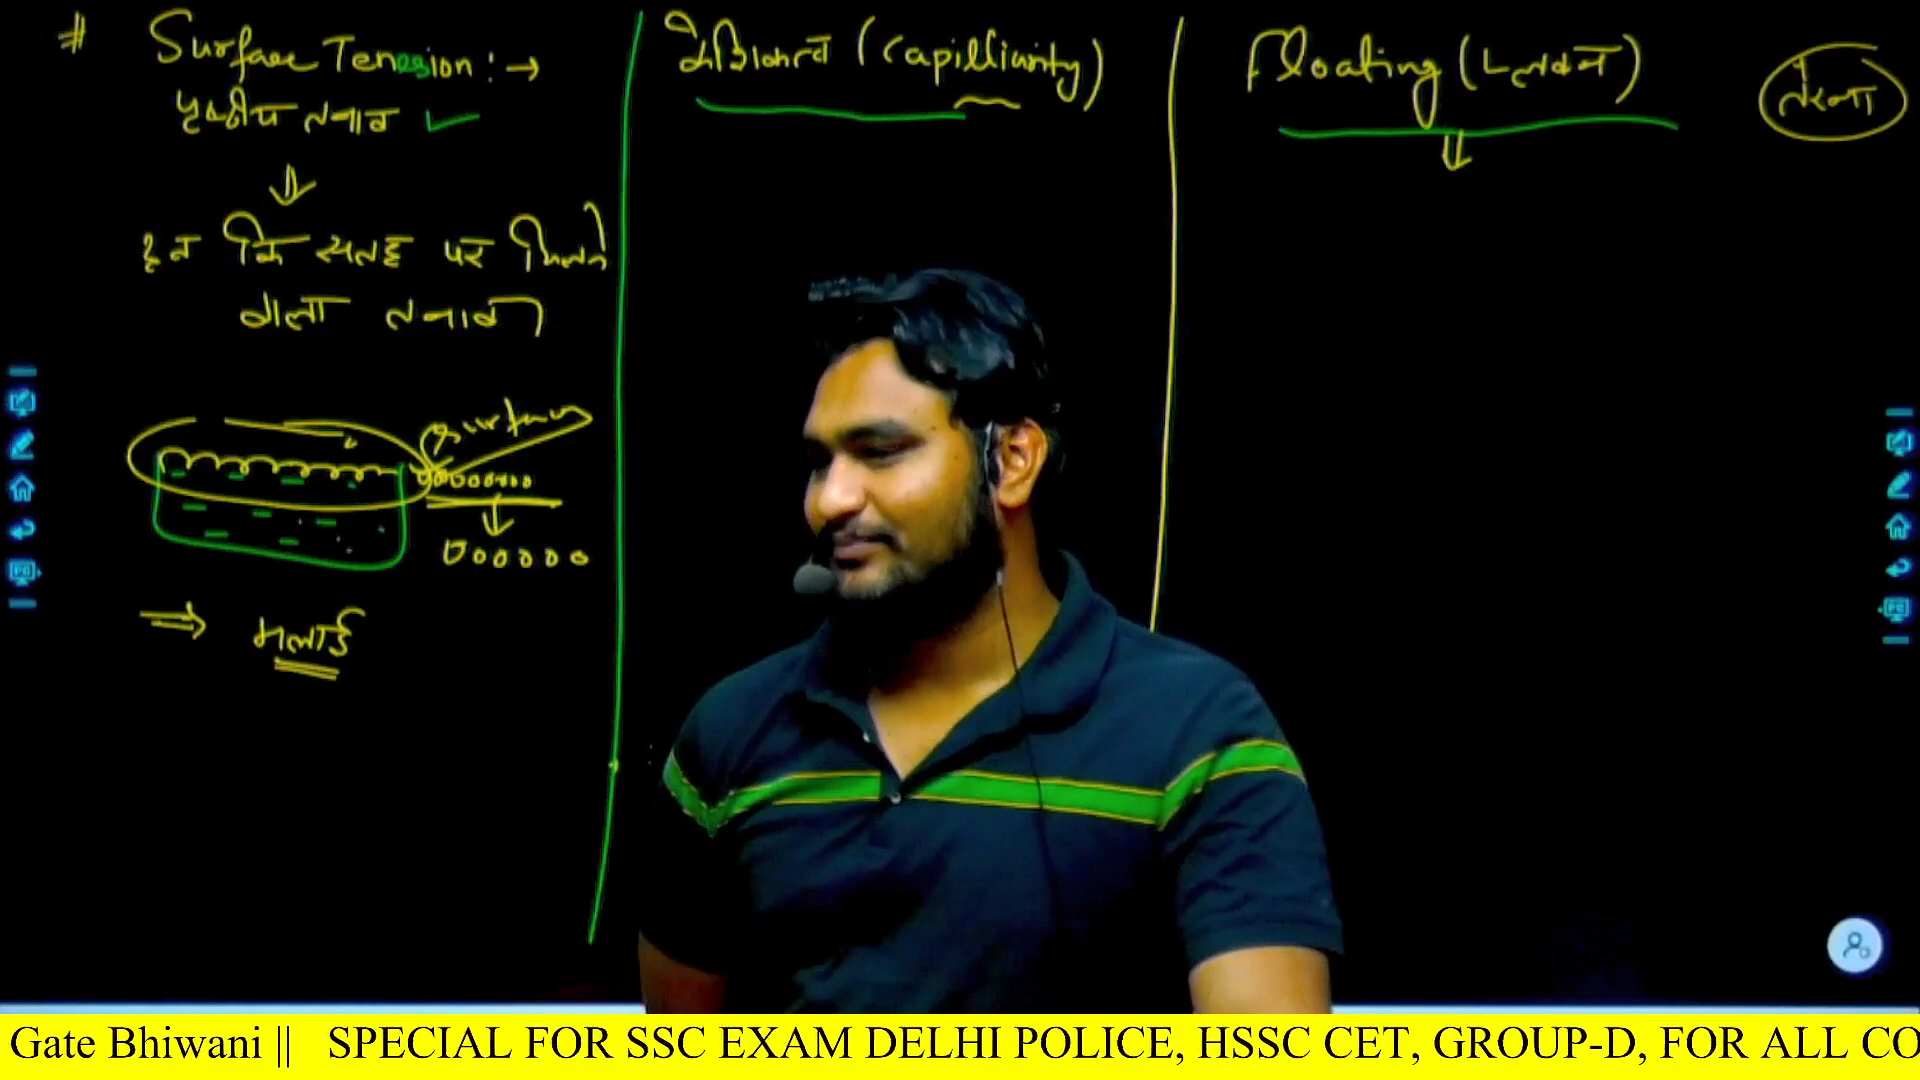 # Surface Tension : →
पृष्ठीय तनाव ✓
द्रव कि सतह पर मिलने
वाला तनाव
surface
⇒ मलाई
केशिकत्व (Capillirity)
Floating (प्लवन)
तैरना
Gate Bhiwani || SPECIAL FOR SSC EXAM DELHI POLICE, HSSC CET, GROUP-D, FOR ALL CO